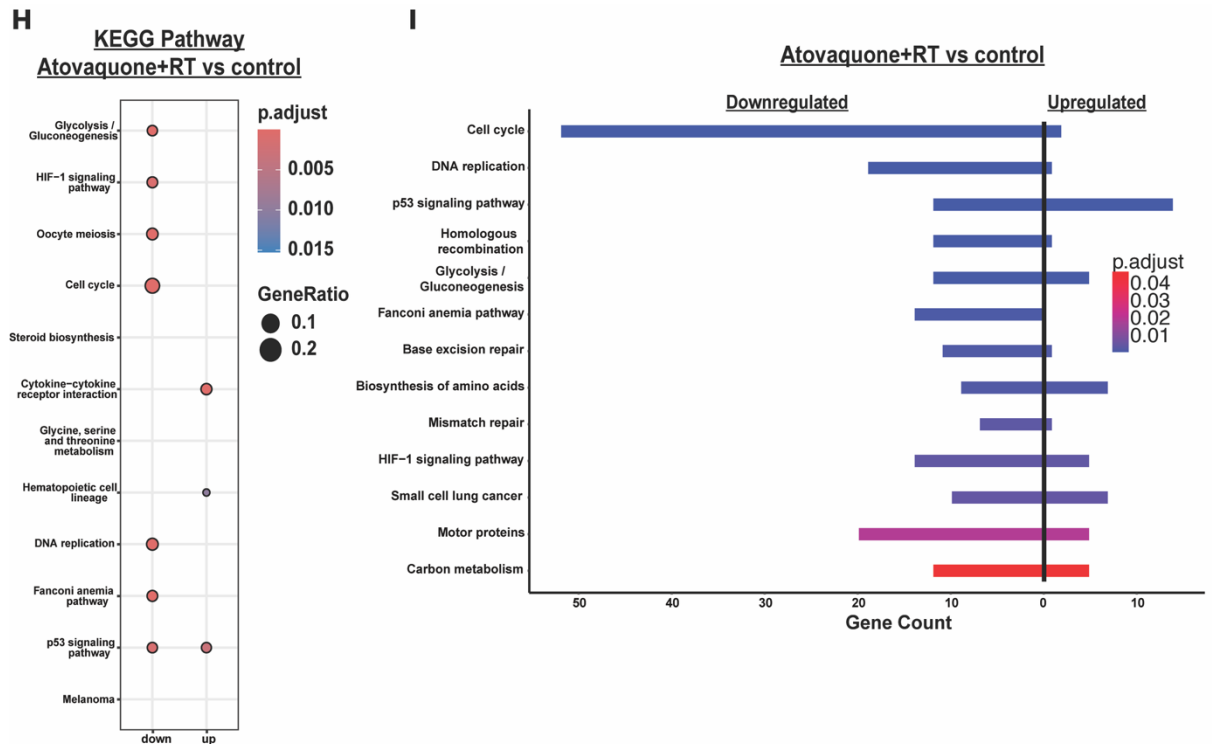 H
KEGG Pathway
Atovaquone+RT vs control
Glycolysis /
Gluconeogenesis
HIF−1 signaling
pathway
Oocyte meiosis
Cell cycle
Steroid biosynthesis
Cytokine−cytokine
receptor interaction
Glycine, serine
and threonine
metabolism
Hematopoietic cell
lineage
DNA replication
Fanconi anemia
pathway
p53 signaling
pathway
Melanoma
down up
p.adjust
0.005
0.010
0.015
GeneRatio
0.1
0.2
I
Atovaquone+RT vs control
Downregulated Upregulated
Cell cycle
DNA replication
p53 signaling pathway
Homologous
recombination
Glycolysis /
Gluconeogenesis
Fanconi anemia pathway
Base excision repair
Biosynthesis of amino acids
Mismatch repair
HIF−1 signaling pathway
Small cell lung cancer
Motor proteins
Carbon metabolism
50 40 30 20 10 0 10
Gene Count
p.adjust
0.04
0.03
0.02
0.01